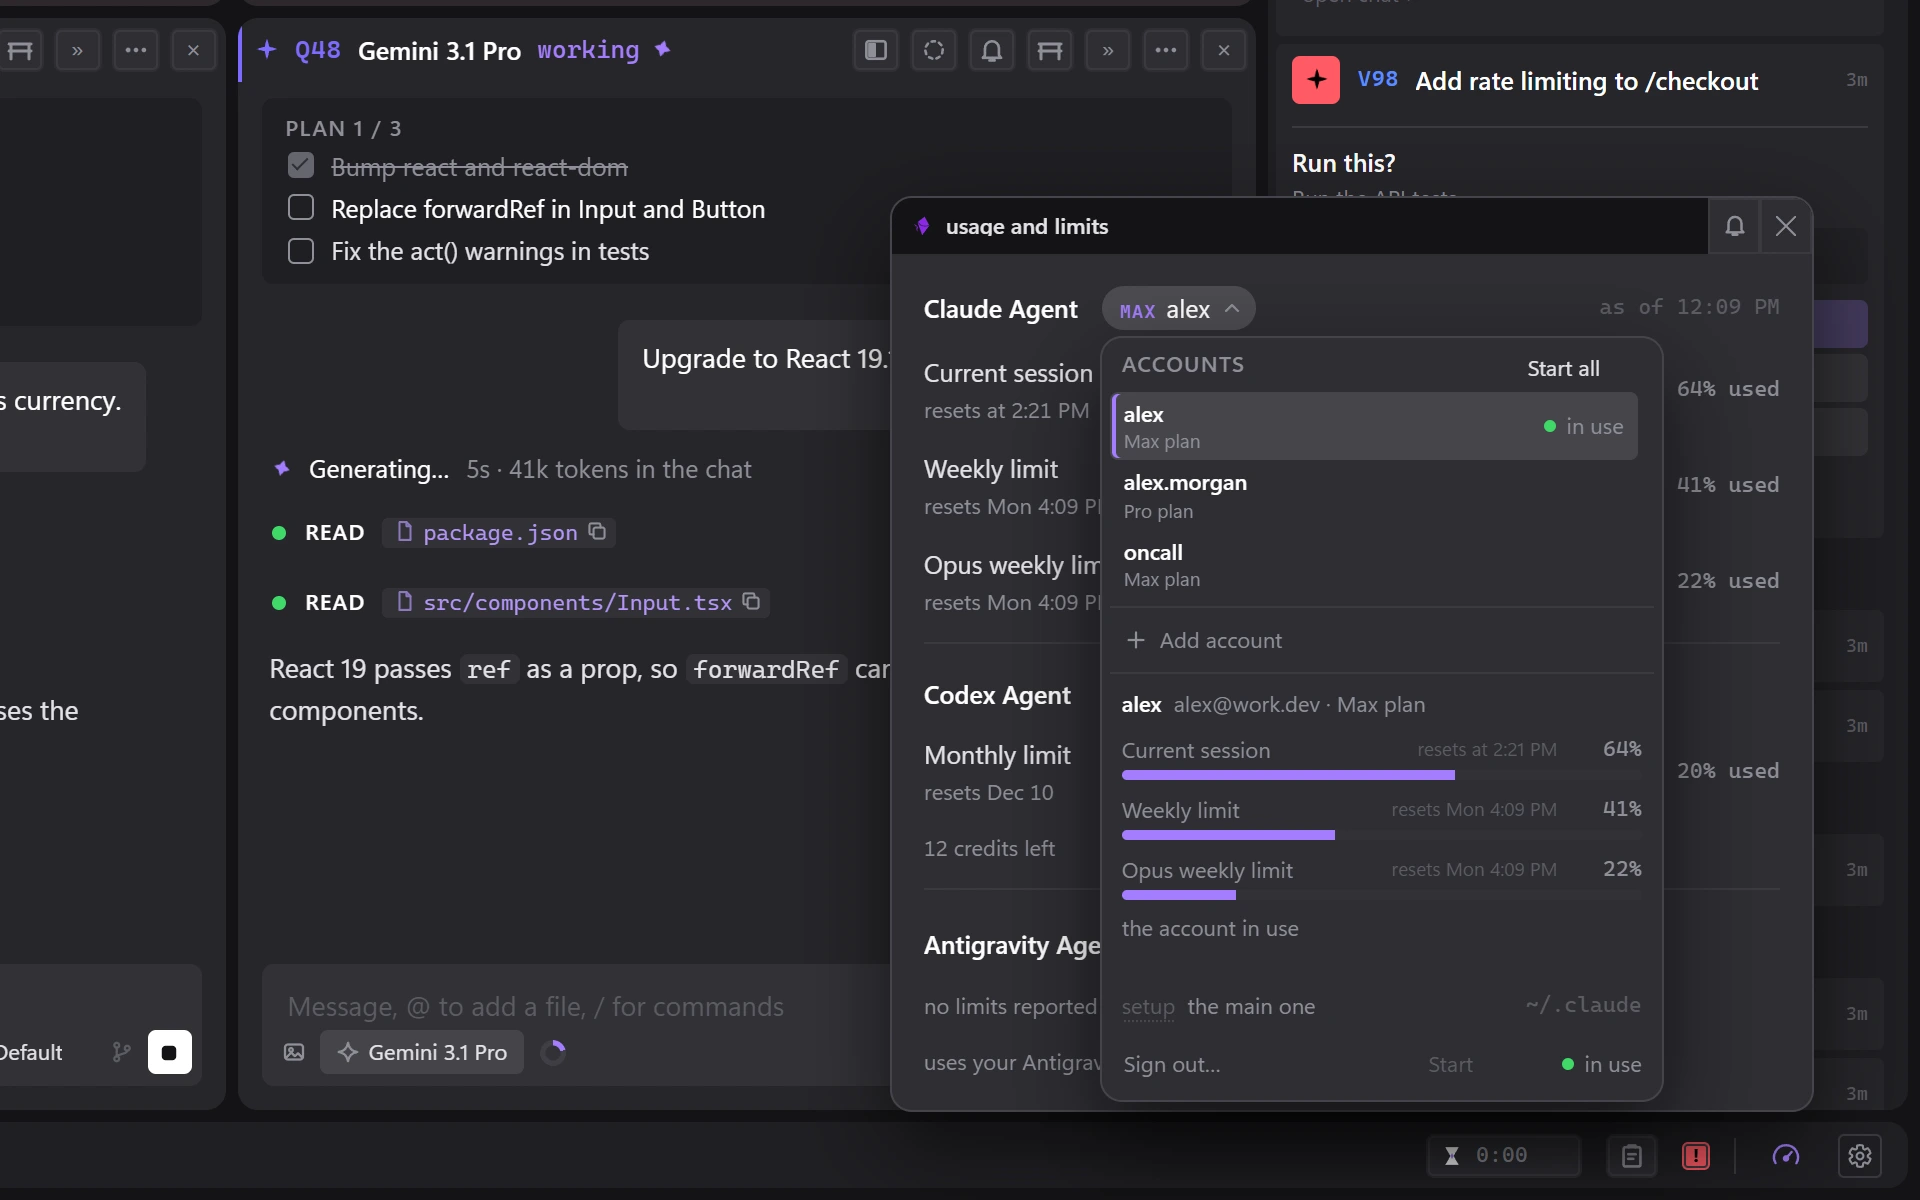 Q48 Gemini 3.1 Pro working
V98 Add rate limiting to /checkout 3m
PLAN 1 / 3
Bump react and react-dom
Replace forwardRef in Input and Button
Fix the act() warnings in tests
Run this?
usage and limits
Claude Agent MAX alex as of 12:09 PM
Upgrade to React 19.
s currency.
Current session
resets at 2:21 PM
64% used
Weekly limit
resets Mon 4:09 P
41% used
Opus weekly lim
resets Mon 4:09 P
22% used
ACCOUNTS Start all
alex
Max plan
in use
alex.morgan
Pro plan
oncall
Max plan
+ Add account
alex alex@work.dev · Max plan
Current session resets at 2:21 PM 64%
Weekly limit resets Mon 4:09 PM 41%
Opus weekly limit resets Mon 4:09 PM 22%
the account in use
setup the main one ~/.claude
Sign out... Start in use
Generating... 5s · 41k tokens in the chat
READ package.json
READ src/components/Input.tsx
React 19 passes ref as a prop, so forwardRef can
components.
ses the
Codex Agent
Monthly limit
resets Dec 10
20% used
12 credits left
Antigravity Age
no limits reported
uses your Antigrav
3m
3m
3m
3m
3m
Message, @ to add a file, / for commands
Gemini 3.1 Pro
Default
0:00